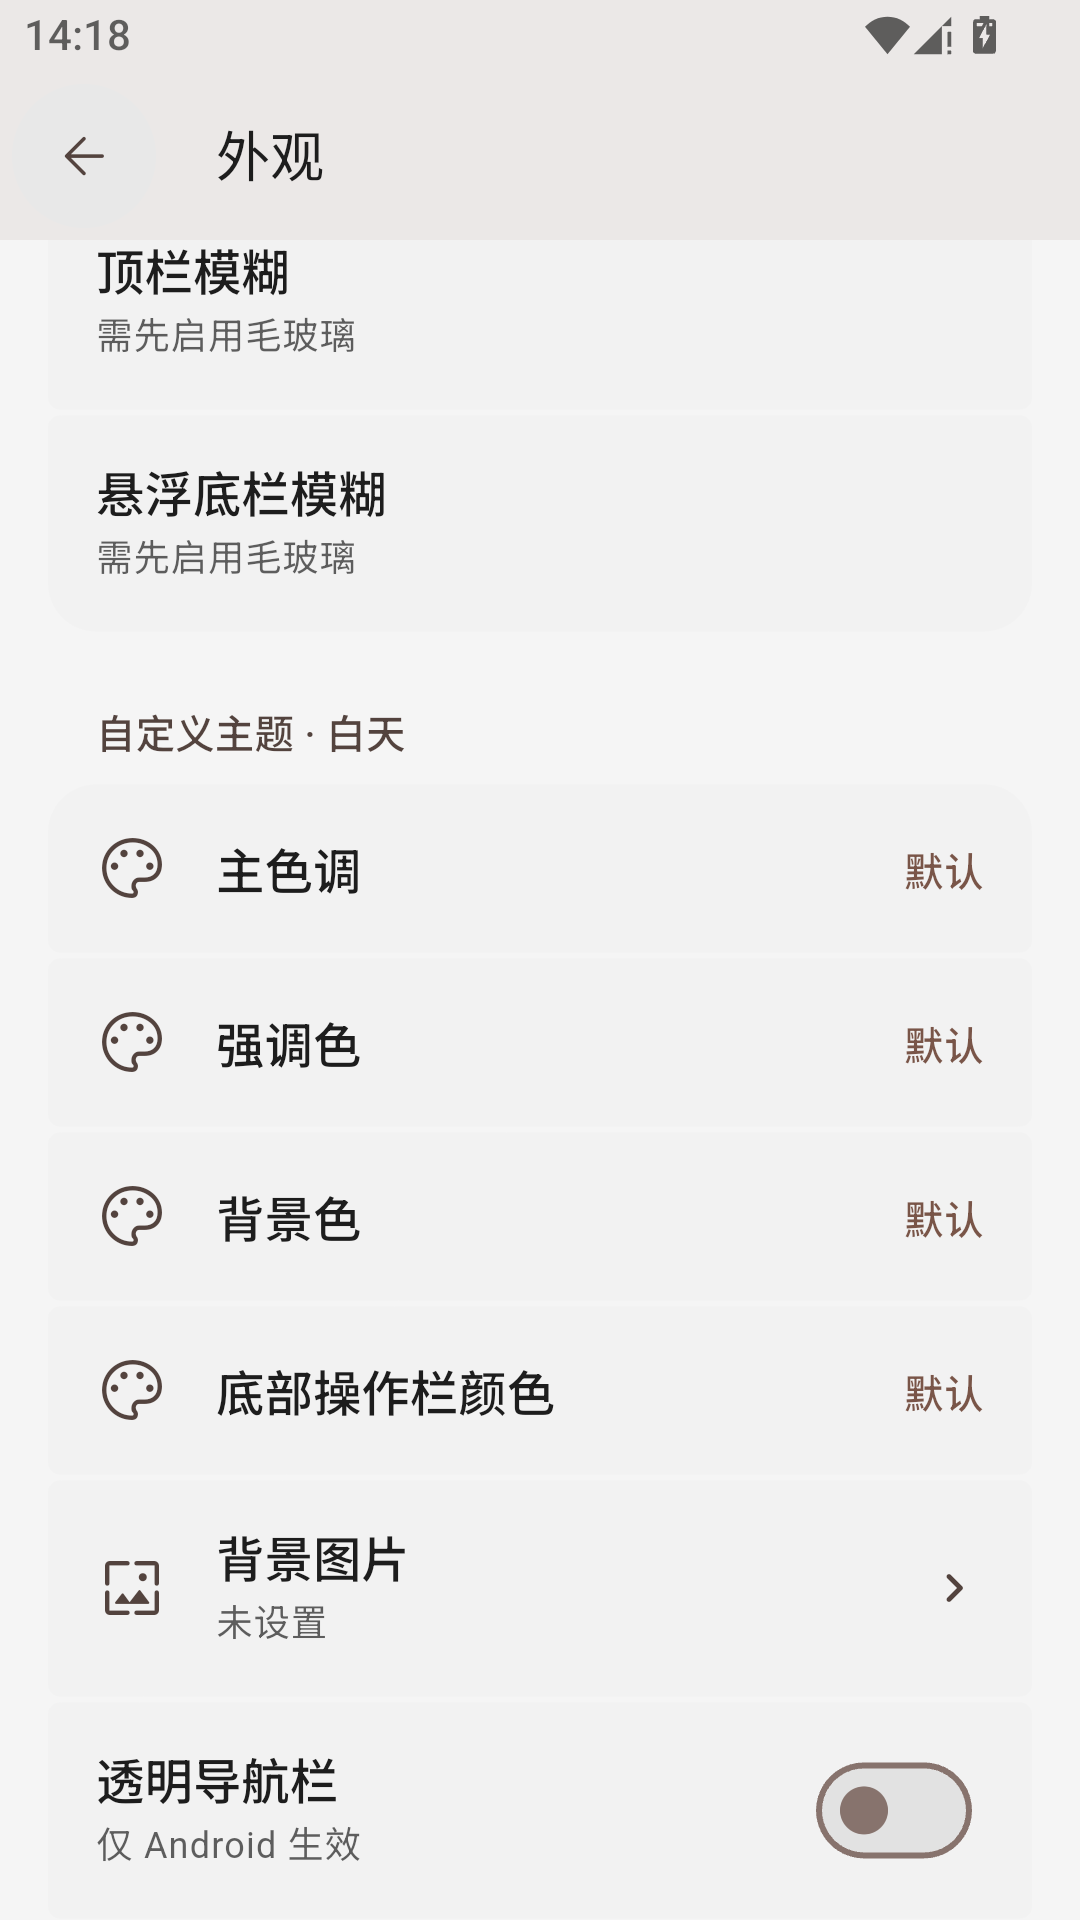 14:18
外观
顶栏模糊
需先启用毛玻璃
悬浮底栏模糊
需先启用毛玻璃
自定义主题 · 白天
主色调
默认
强调色
默认
背景色
默认
底部操作栏颜色
默认
背景图片
未设置
透明导航栏
仅 Android 生效